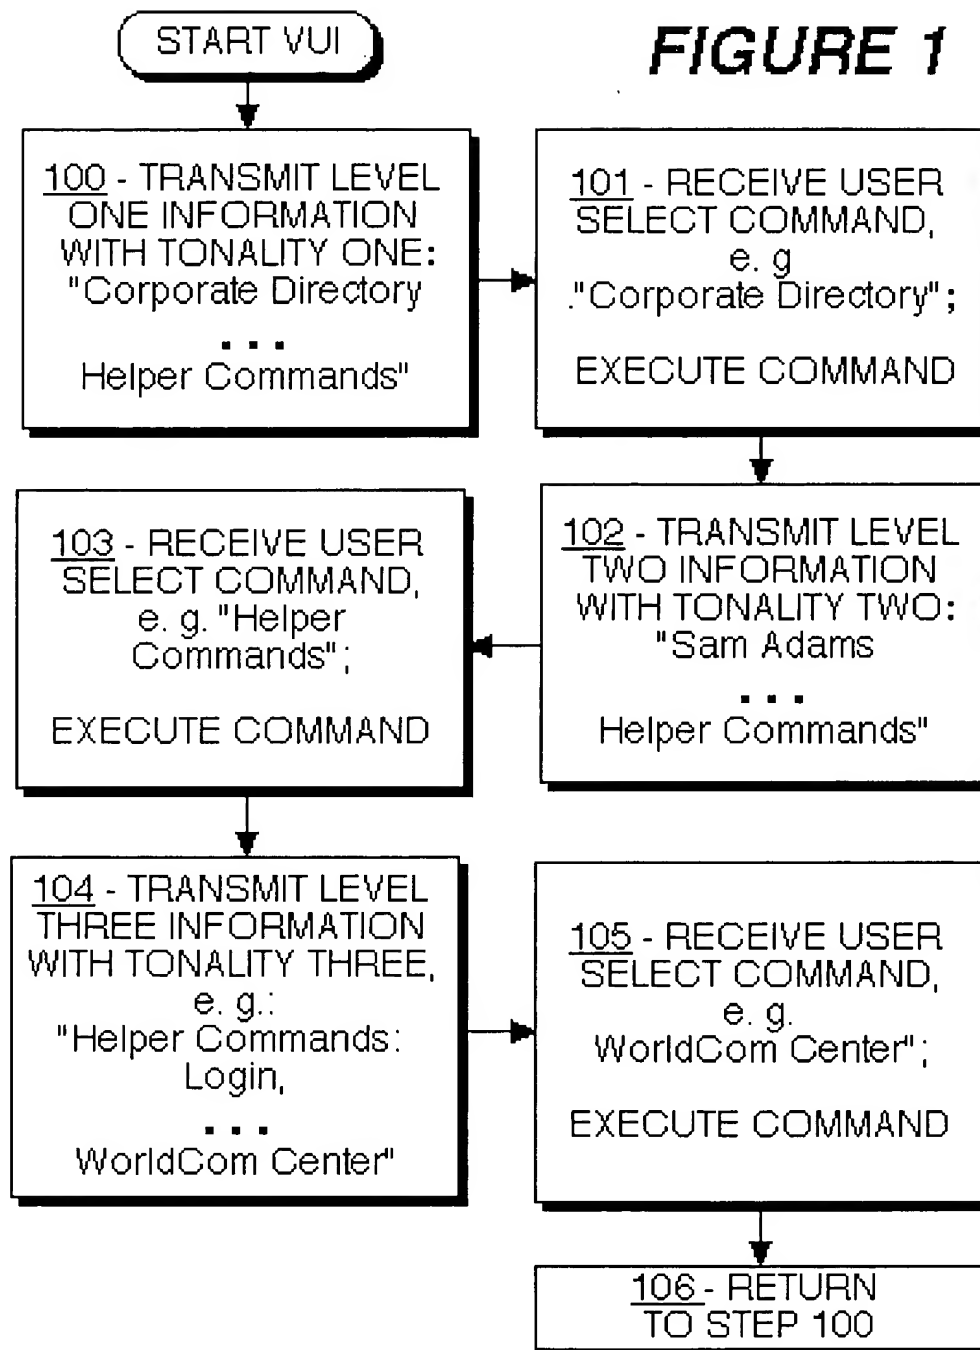 START VUI
FIGURE 1
100 - TRANSMIT LEVEL
ONE INFORMATION
WITH TONALITY ONE:
"Corporate Directory
...
Helper Commands"
101 - RECEIVE USER
SELECT COMMAND,
e. g
."Corporate Directory";
EXECUTE COMMAND
102 - TRANSMIT LEVEL
TWO INFORMATION
WITH TONALITY TWO:
"Sam Adams
...
Helper Commands"
103 - RECEIVE USER
SELECT COMMAND,
e. g. "Helper
Commands";
EXECUTE COMMAND
104 - TRANSMIT LEVEL
THREE INFORMATION
WITH TONALITY THREE,
e. g.:
"Helper Commands:
Login,
...
WorldCom Center"
105 - RECEIVE USER
SELECT COMMAND,
e. g.
WorldCom Center";
EXECUTE COMMAND
106 - RETURN
TO STEP 100